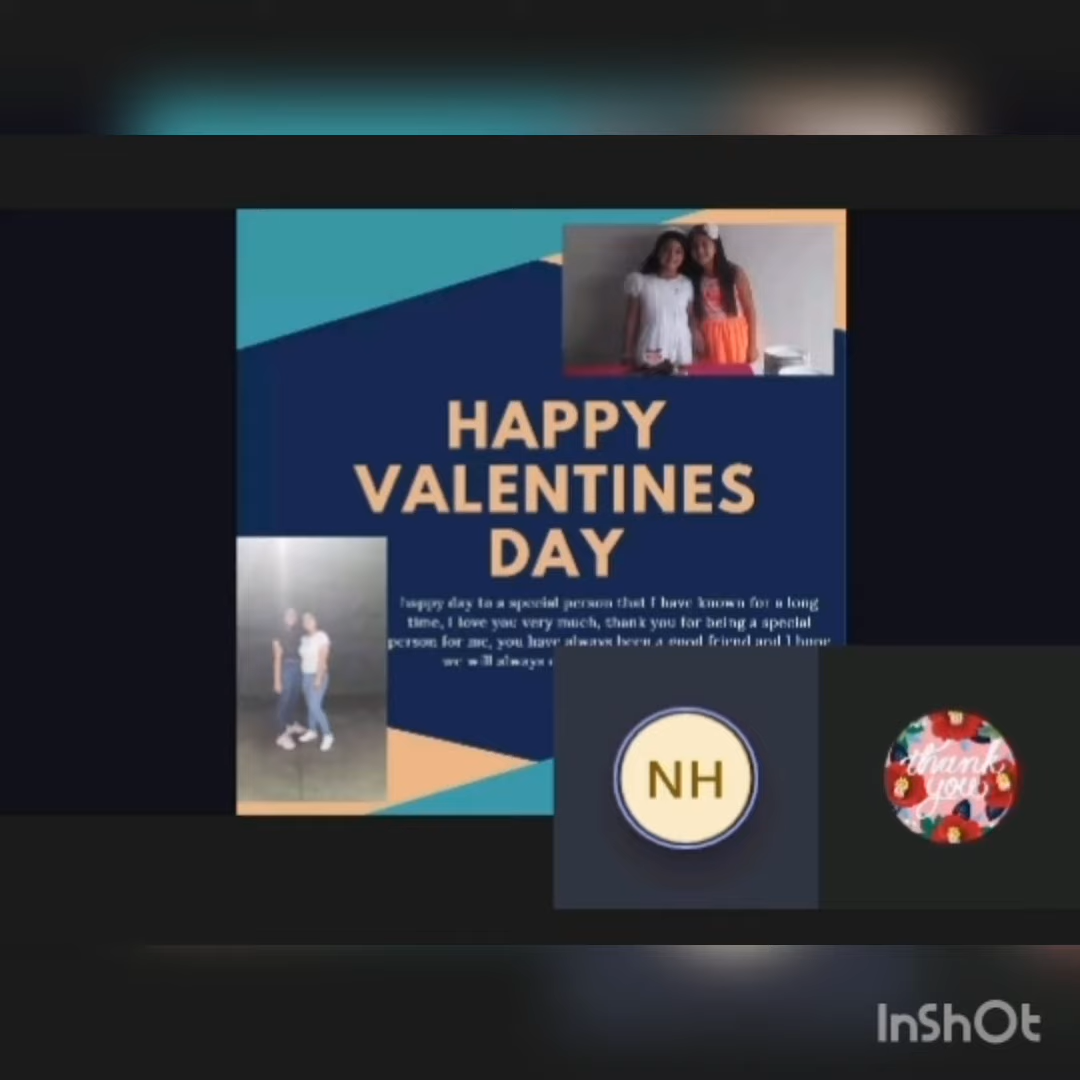 HAPPY
VALENTINES
DAY
happy day to a special person that I have known for a long
time, I love you very much, thank you for being a special
person for me, you have always been a good friend and I hope
we will always
NH
thank
you
InShOt